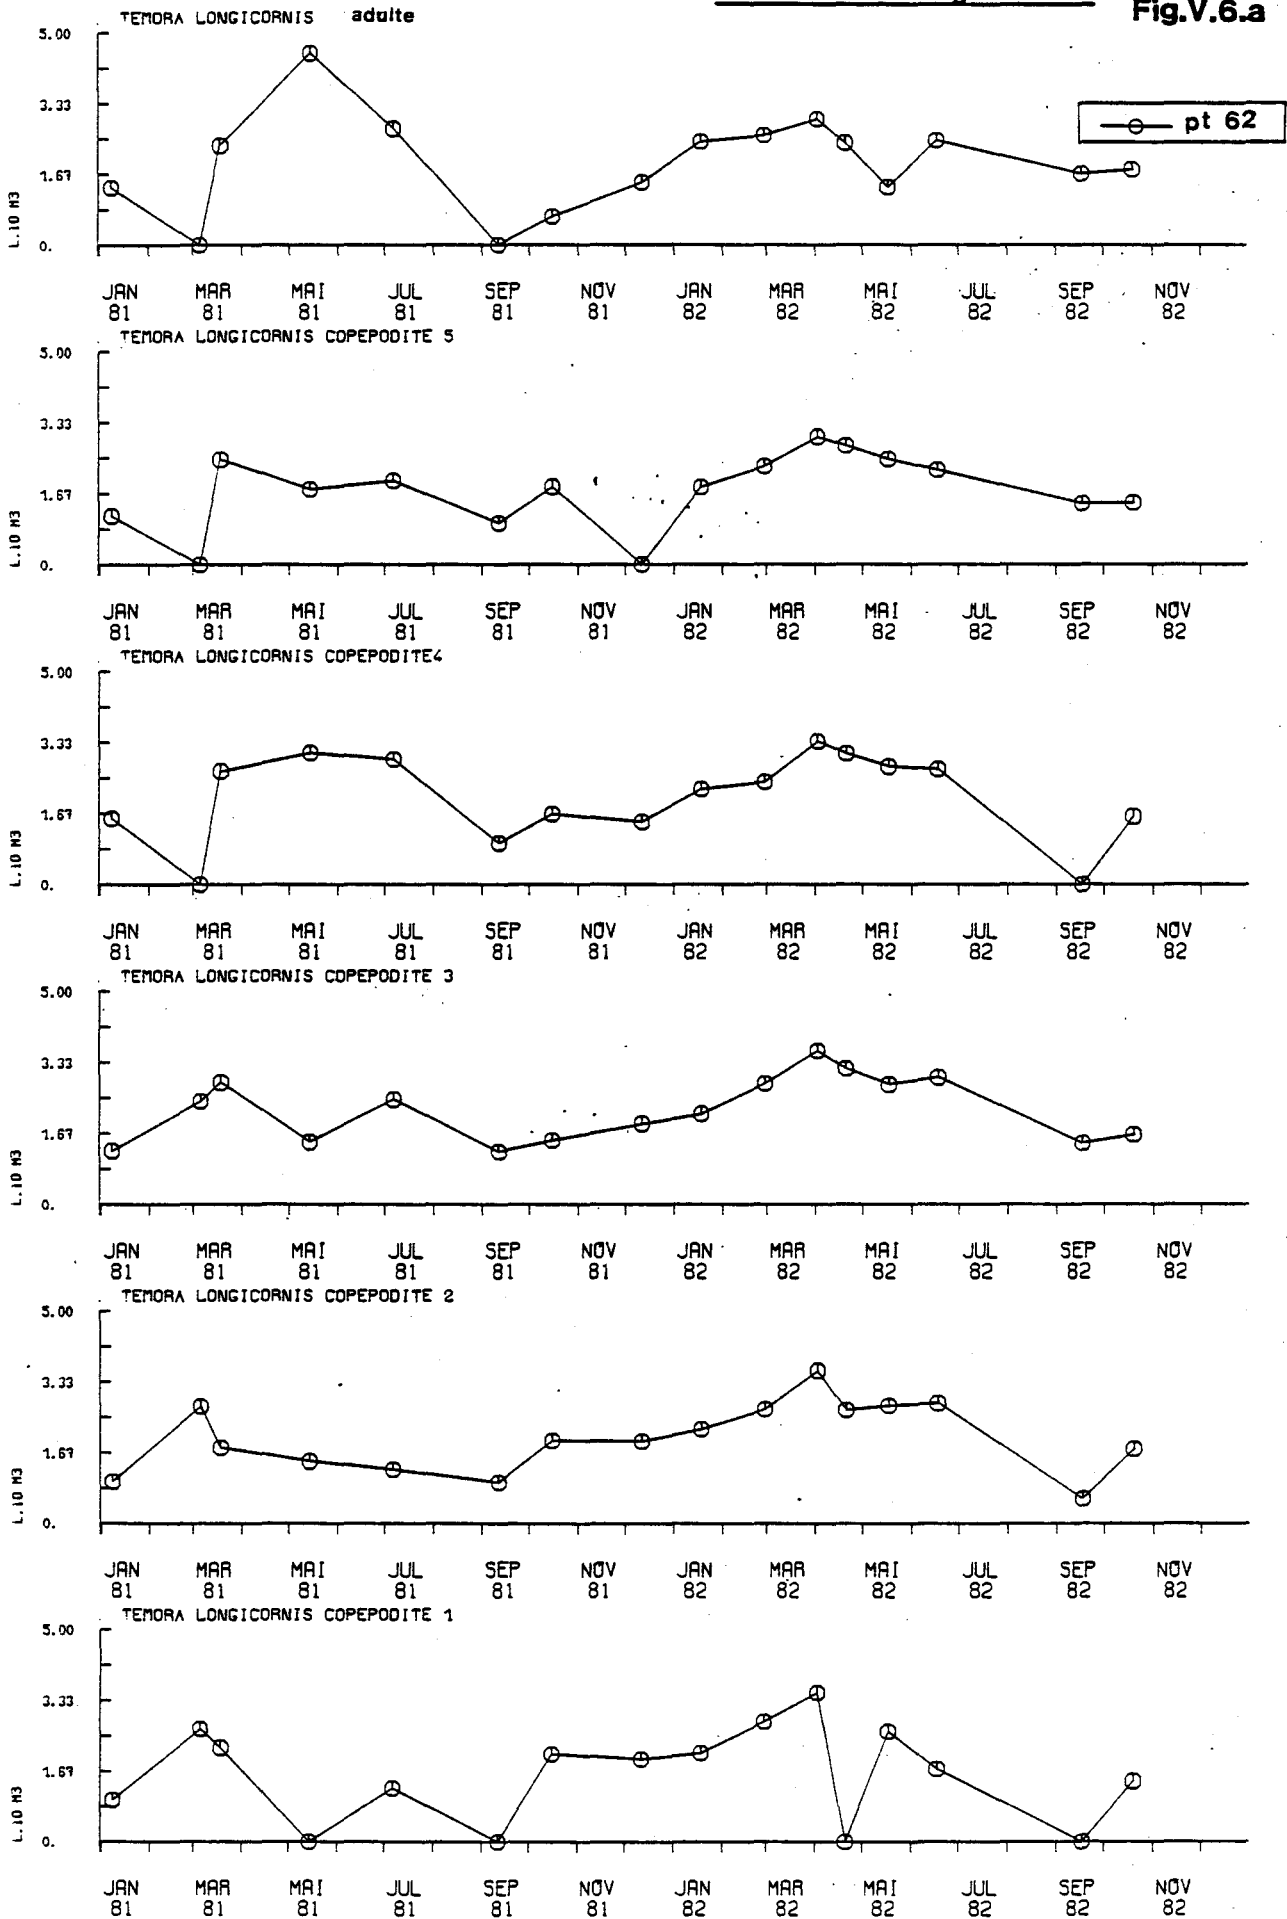 TEMORA LONGICORNIS adulte
Fig.V.6.a
pt 62
5.00
3.33
1.67
0.
L.10 M3
JAN MAR MAI JUL SEP NOV JAN MAR MAI JUL SEP NOV
81 81 81 81 81 81 82 82 82 82 82 82
TEMORA LONGICORNIS COPEPODITE 5
5.00
3.33
1.67
0.
L.10 M3
JAN MAR MAI JUL SEP NOV JAN MAR MAI JUL SEP NOV
81 81 81 81 81 81 82 82 82 82 82 82
TEMORA LONGICORNIS COPEPODITE4
5.00
3.33
1.67
0.
L.10 M3
JAN MAR MAI JUL SEP NOV JAN MAR MAI JUL SEP NOV
81 81 81 81 81 81 82 82 82 82 82 82
TEMORA LONGICORNIS COPEPODITE 3
5.00
3.33
1.67
0.
L.10 M3
JAN MAR MAI JUL SEP NOV JAN MAR MAI JUL SEP NOV
81 81 81 81 81 81 82 82 82 82 82 82
TEMORA LONGICORNIS COPEPODITE 2
5.00
3.33
1.67
0.
L.10 M3
JAN MAR MAI JUL SEP NOV JAN MAR MAI JUL SEP NOV
81 81 81 81 81 81 82 82 82 82 82 82
TEMORA LONGICORNIS COPEPODITE 1
5.00
3.33
1.67
0.
L.10 M3
JAN MAR MAI JUL SEP NOV JAN MAR MAI JUL SEP NOV
81 81 81 81 81 81 82 82 82 82 82 82